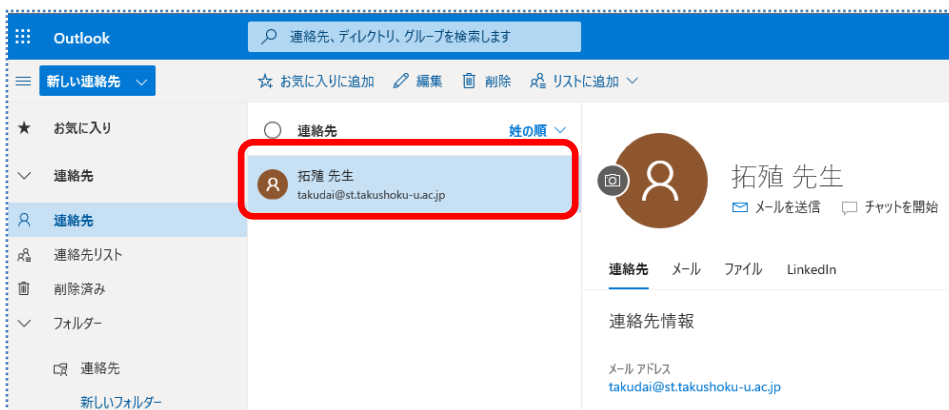 Outlook
連絡先、ディレクトリ、グループを検索します
新しい連絡先
お気に入りに追加 編集 削除 リストに追加
お気に入り
連絡先
連絡先
連絡先リスト
削除済み
フォルダー
連絡先
新しいフォルダー
連絡先 姓の順
拓殖 先生
takudai@st.takushoku-u.ac.jp
拓殖 先生
メールを送信 チャットを開始
連絡先 メール ファイル LinkedIn
連絡先情報
メール アドレス
takudai@st.takushoku-u.ac.jp